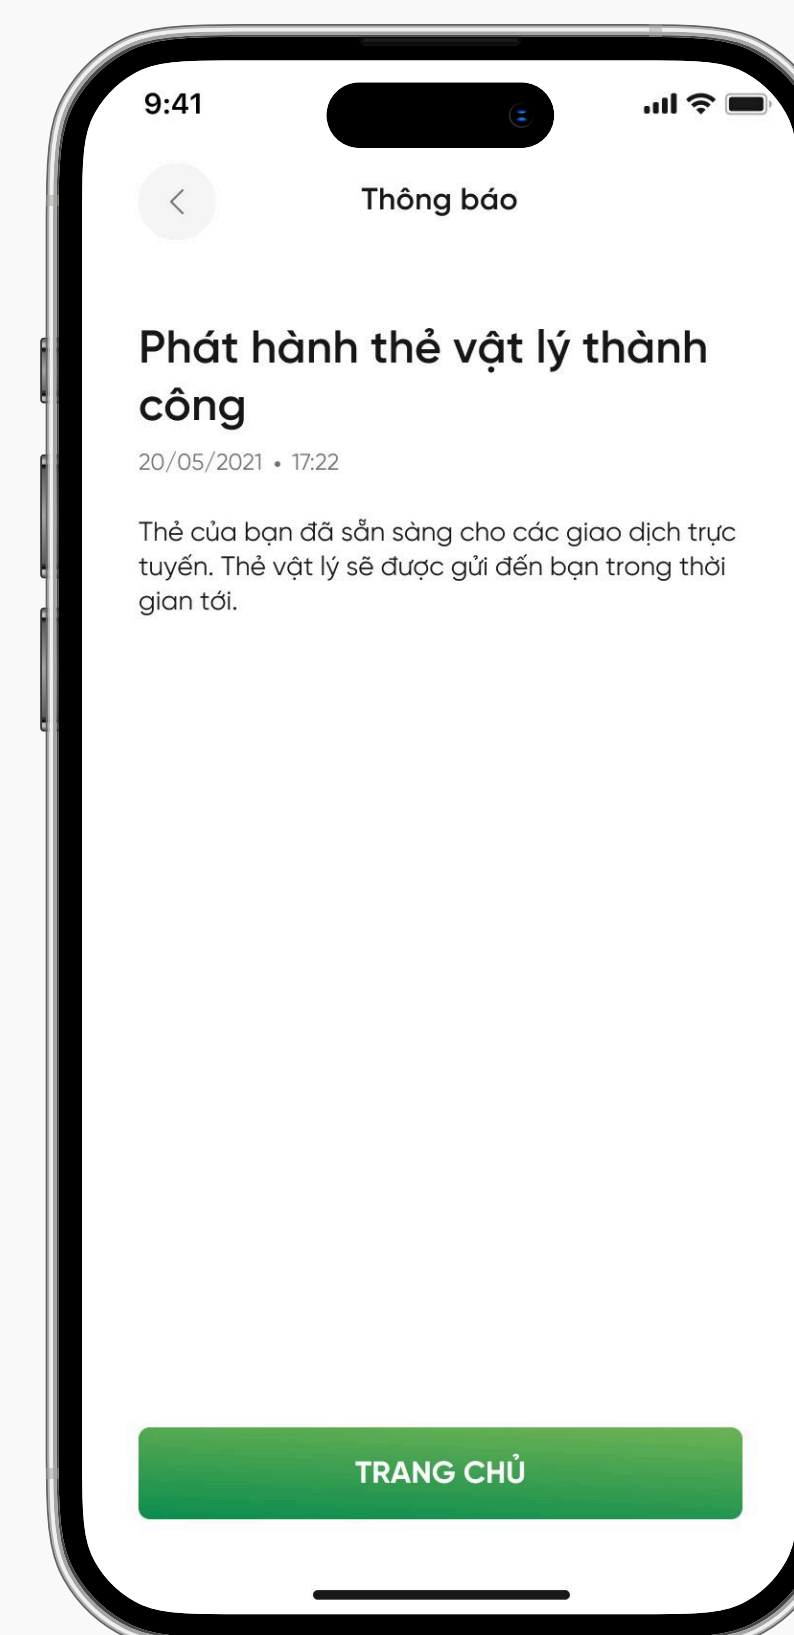 9:41
Thông báo
Phát hành thẻ vật lý thành
công
20/05/2021 • 17:22
Thẻ của bạn đã sẵn sàng cho các giao dịch trực
tuyến. Thẻ vật lý sẽ được gửi đến bạn trong thời
gian tới.
TRANG CHỦ